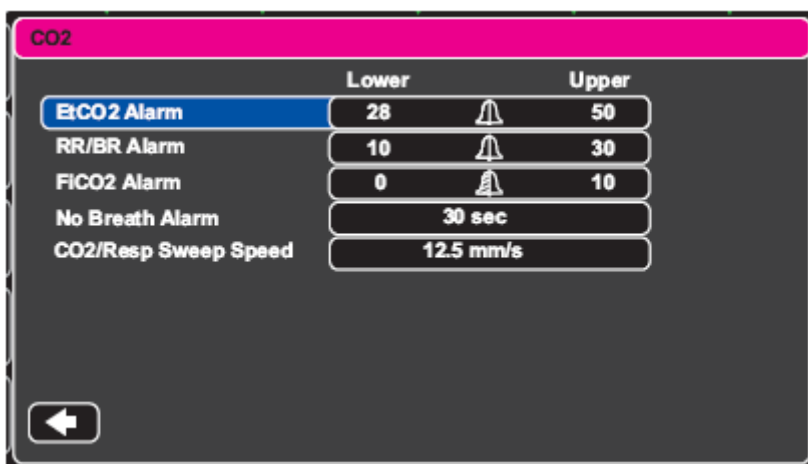 CO2
Lower Upper
EtCO2 Alarm 28 50
RR/BR Alarm 10 30
FiCO2 Alarm 0 10
No Breath Alarm 30 sec
CO2/Resp Sweep Speed 12.5 mm/s